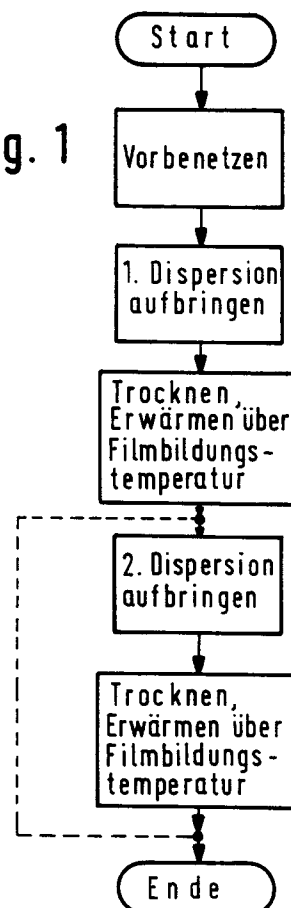 Start
g. 1
Vorbenetzen
1. Dispersion
aufbringen
Trocknen,
Erwärmen über
Filmbildungs-
temperatur
2. Dispersion
aufbringen
Trocknen,
Erwärmen über
Filmbildungs-
temperatur
Ende